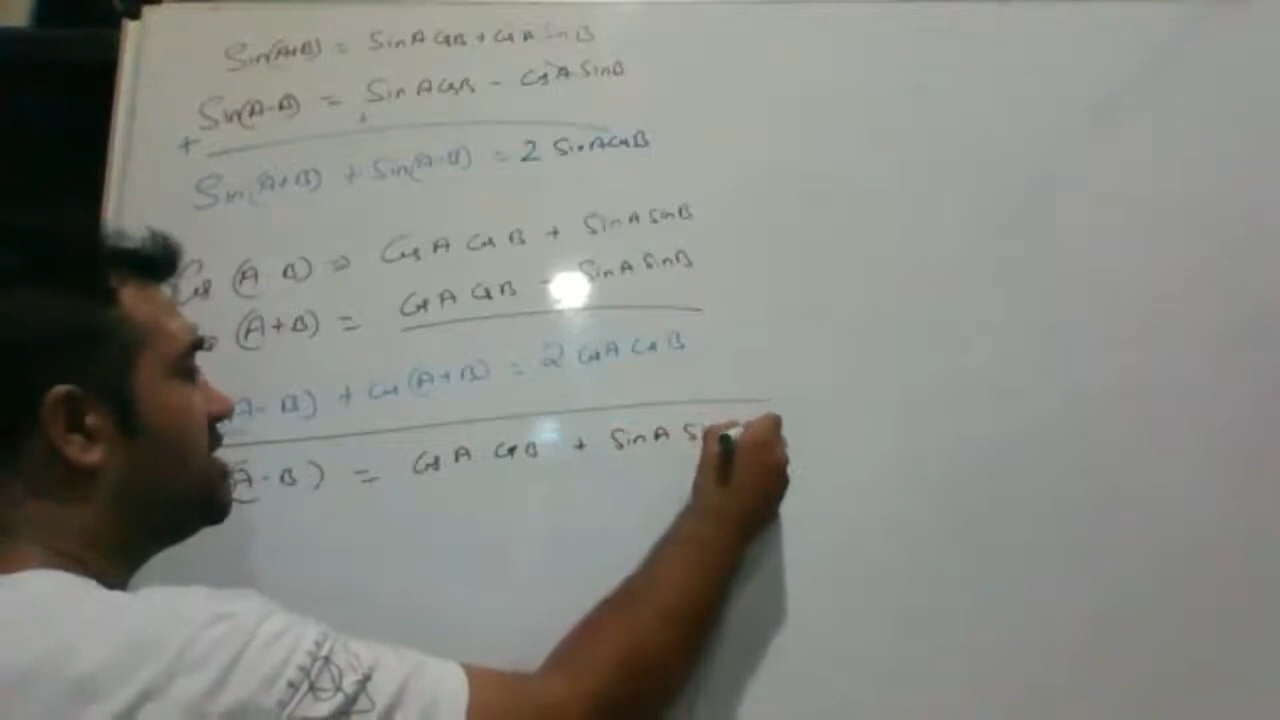 Sin(A+B) = SinA CosB + CosA SinB
Sin(A-B) = SinA CosB - CosA SinB
+
Sin(A+B) + Sin(A-B) = 2 SinA CosB
Cos (A B) = CosA CosB + SinA SinB
(A+B) = CosA CosB - SinA SinB
A-B) + Cos(A+B) = 2 CosA CosB
(A-B) = CosA CosB + SinA S